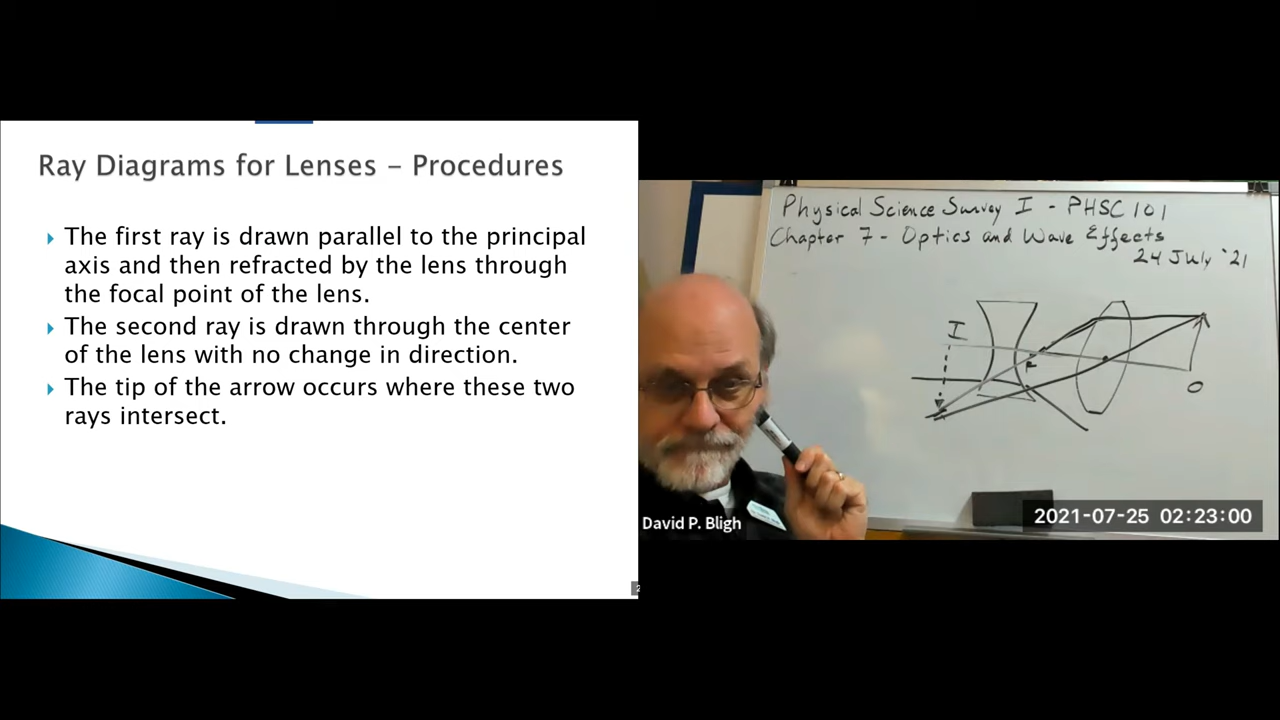 Ray Diagrams for Lenses – Procedures
The first ray is drawn parallel to the principal
axis and then refracted by the lens through
the focal point of the lens.
The second ray is drawn through the center
of the lens with no change in direction.
The tip of the arrow occurs where these two
rays intersect.
Physical Science Survey I - PHSC 101
Chapter 7 - Optics and Wave Effects
24 July '21
I
F
O
David P. Bligh
2021-07-25 02:23:00
2